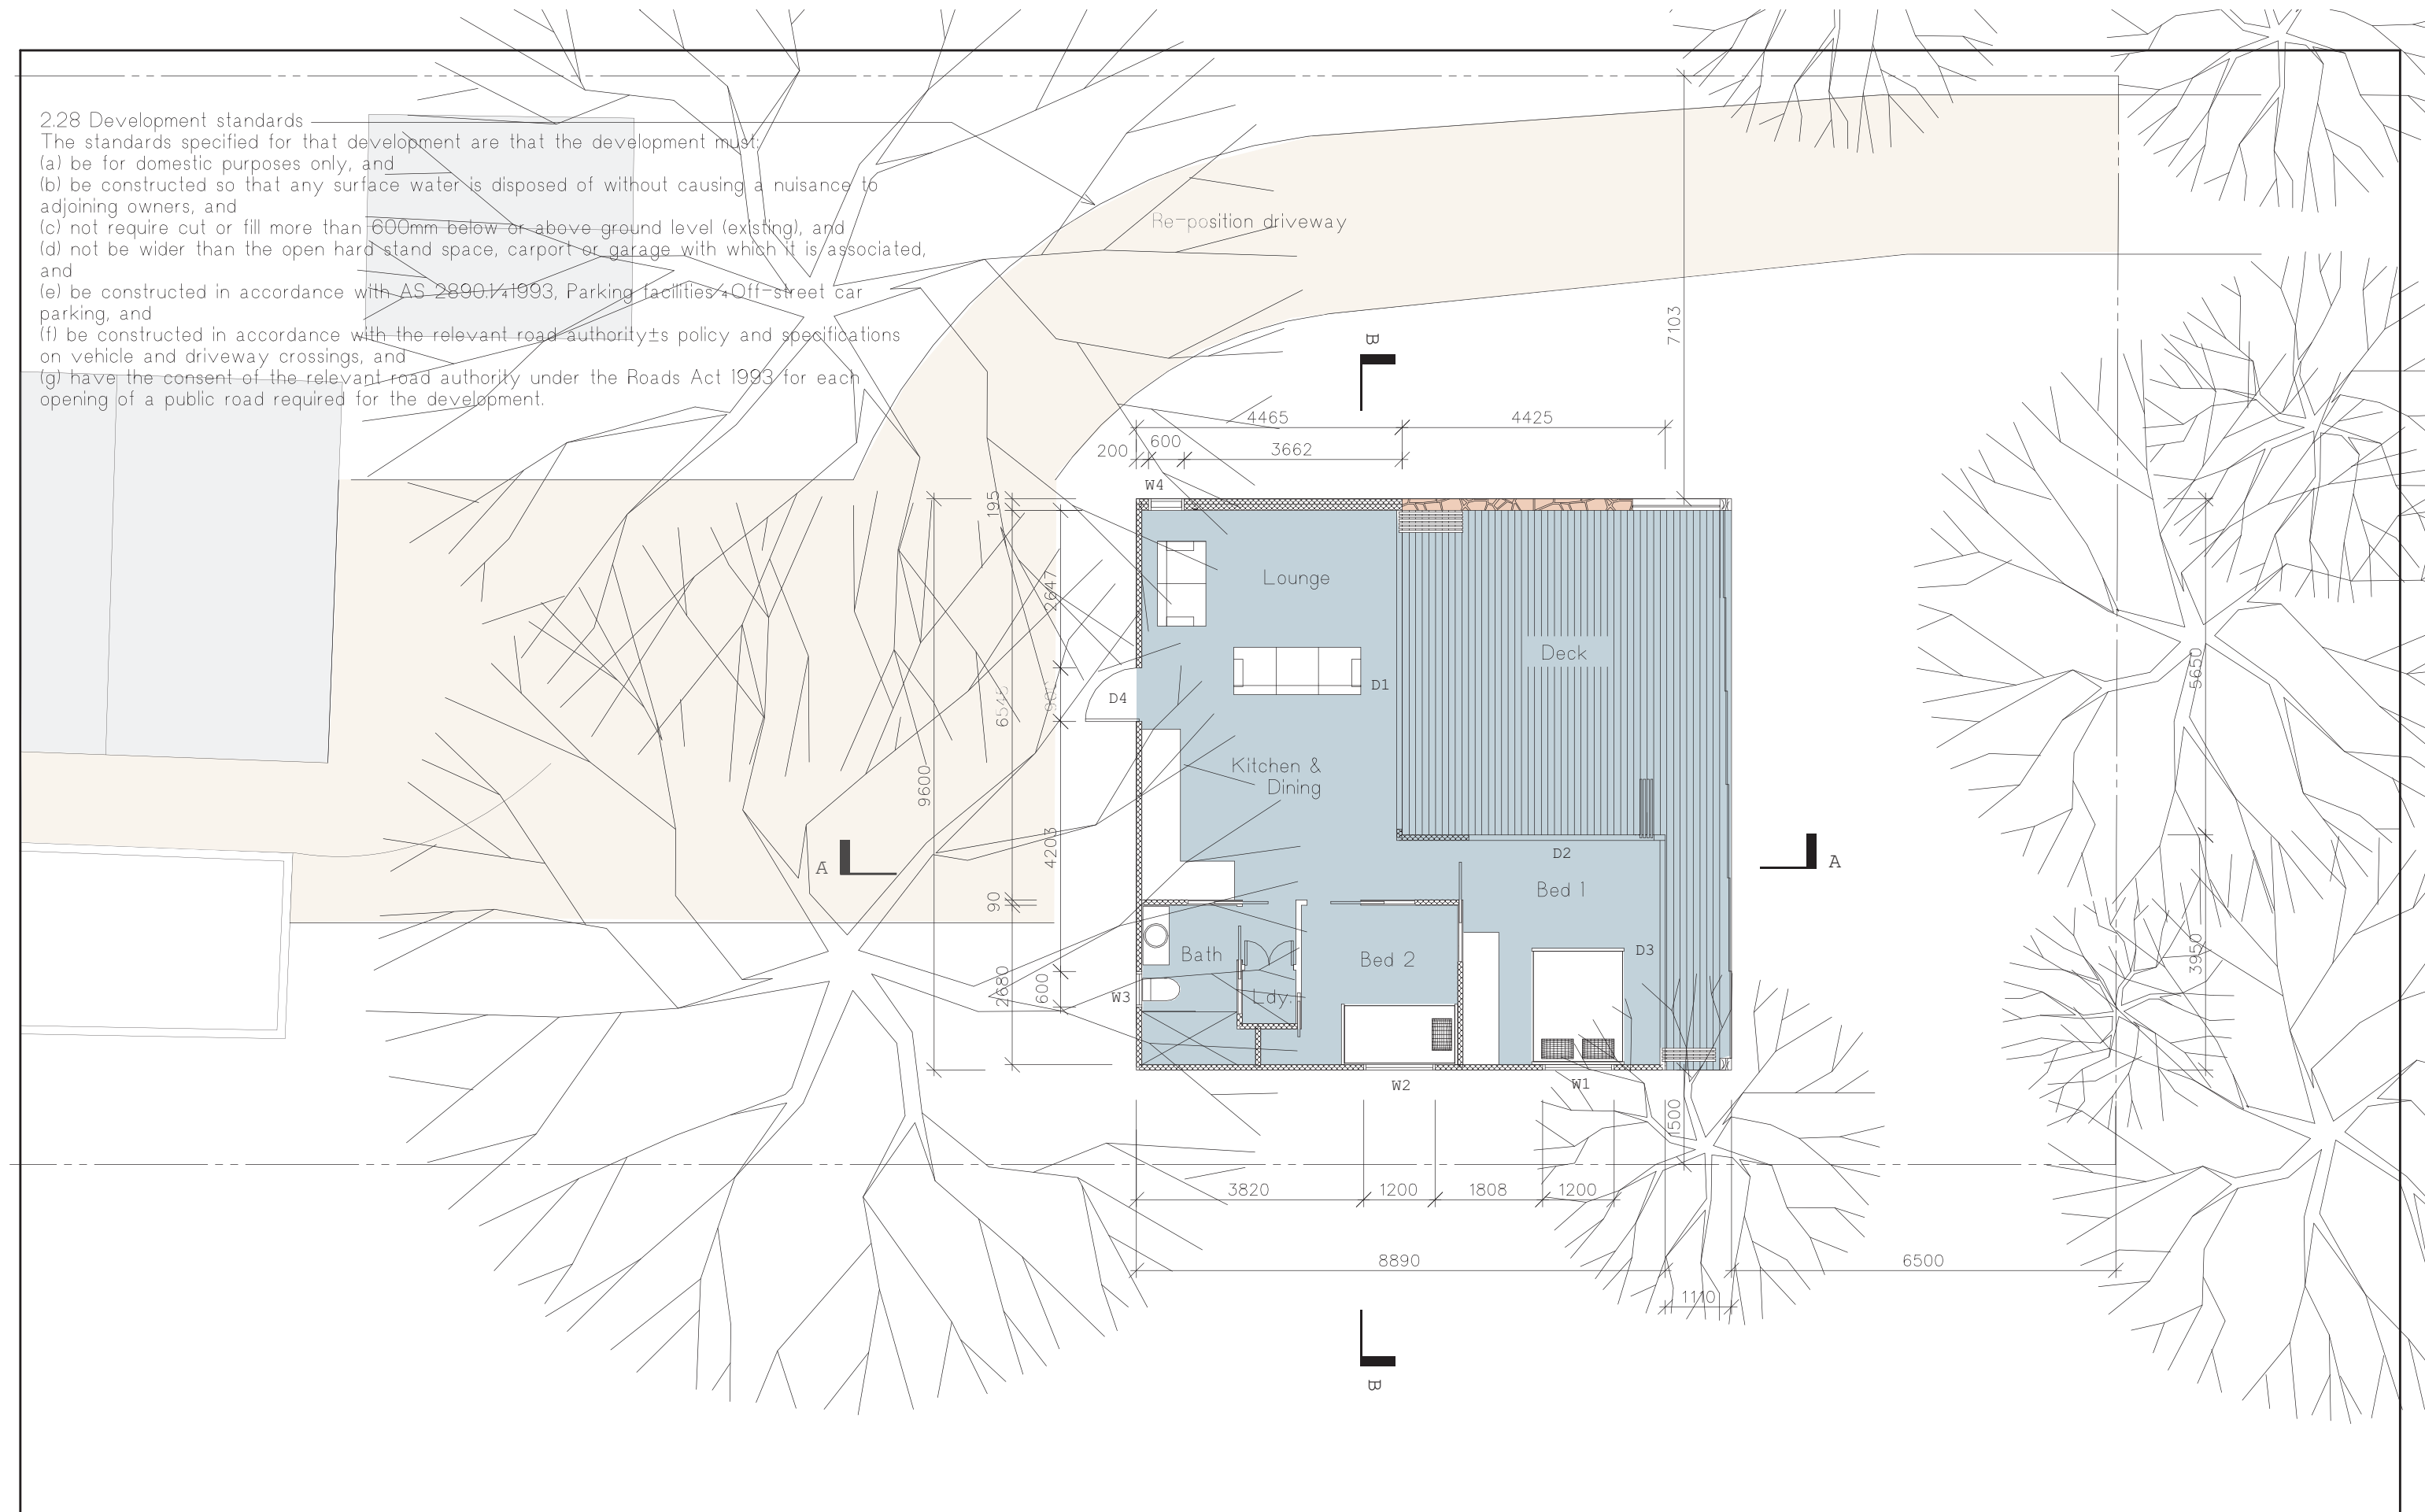 2.28 Development standards
The standards specified for that development are that the development must:
(a) be for domestic purposes only, and
(b) be constructed so that any surface water is disposed of without causing a nuisance to
adjoining owners, and
(c) not require cut or fill more than 600mm below or above ground level (existing), and
(d) not be wider than the open hard stand space, carport or garage with which it is associated,
and
(e) be constructed in accordance with AS 2890.1¼1993, Parking facilities¼Off-street car
parking, and
(f) be constructed in accordance with the relevant road authority±s policy and specifications
on vehicle and driveway crossings, and
(g) have the consent of the relevant road authority under the Roads Act 1993 for each
opening of a public road required for the development.
Re-position driveway
7103
B
4465
4425
200
600
3662
W4
195
2647
Lounge
Deck
D1
D4
6545
5650
Kitchen &
Dining
9600
4203
A
D2
A
Bed 1
90
Bath
Bed 2
D3
3950
2680
600
W3
Ldy.
W2
W1
1500
3820
1200
1808
1200
8890
6500
1110
B